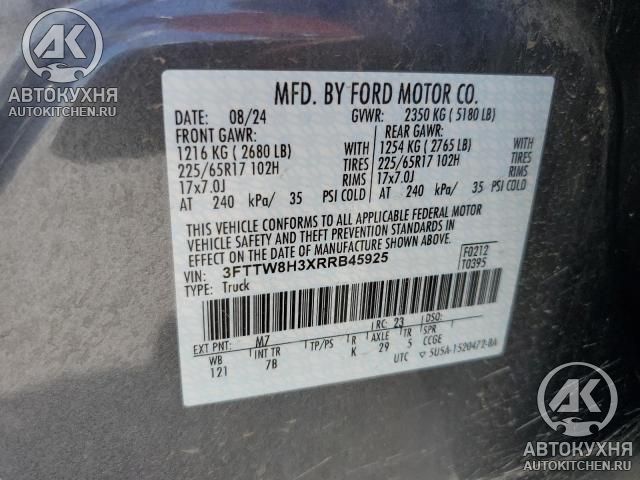 АК
АВТОКУХНЯ
AUTOKITCHEN.RU
MFD. BY FORD MOTOR CO.
DATE: 08/24 GVWR: 2350 KG ( 5180 LB)
FRONT GAWR: REAR GAWR:
1216 KG ( 2680 LB) WITH 1254 KG ( 2765 LB) WITH
225/65R17 102H TIRES 225/65R17 102H TIRES
17x7.0J RIMS 17x7.0J RIMS
AT 240 kPa/ 35 PSI COLD AT 240 kPa/ 35 PSI COLD
THIS VEHICLE CONFORMS TO ALL APPLICABLE FEDERAL MOTOR
VEHICLE SAFETY AND THEFT PREVENTION STANDARDS IN
EFFECT ON THE DATE OF MANUFACTURE SHOWN ABOVE.
VIN: 3FTTW8H3XRRB45925 F0212
TYPE: Truck T0395
EXT PNT: M7 RC: 23 DSO:
WB INT TR TP/PS R AXLE TR SPR
121 7B K 29 5 CCGE
UTC 5U5A-1520472-BA
АК
АВТОКУХНЯ
AUTOKITCHEN.RU